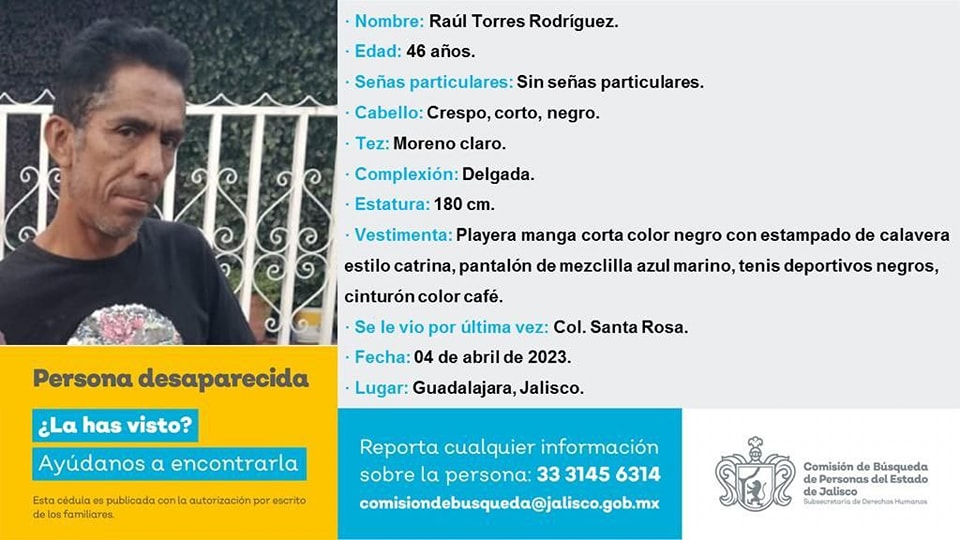 · Nombre: Raúl Torres Rodríguez.
· Edad: 46 años.
· Señas particulares: Sin señas particulares.
· Cabello: Crespo, corto, negro.
· Tez: Moreno claro.
· Complexión: Delgada.
· Estatura: 180 cm.
· Vestimenta: Playera manga corta color negro con estampado de calavera
estilo catrina, pantalón de mezclilla azul marino, tenis deportivos negros,
cinturón color café.
· Se le vio por última vez: Col. Santa Rosa.
· Fecha: 04 de abril de 2023.
· Lugar: Guadalajara, Jalisco.
Persona desaparecida
¿La has visto?
Ayúdanos a encontrarla
Esta cédula es publicada con la autorización por escrito
de los familiares.
Reporta cualquier información
sobre la persona: 33 3145 6314
comisiondebusqueda@jalisco.gob.mx
Comisión de Búsqueda
de Personas del Estado
de Jalisco
Subsecretaría de Derechos Humanos